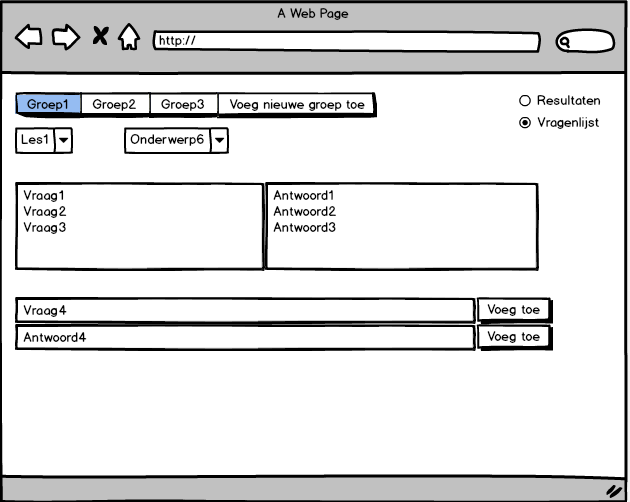 A Web Page
http://
Groep1 Groep2 Groep3 Voeg nieuwe groep toe
Resultaten
Vragenlijst
Les1 Onderwerp6
Vraag1
Vraag2
Vraag3
Antwoord1
Antwoord2
Antwoord3
Vraag4 Voeg toe
Antwoord4 Voeg toe